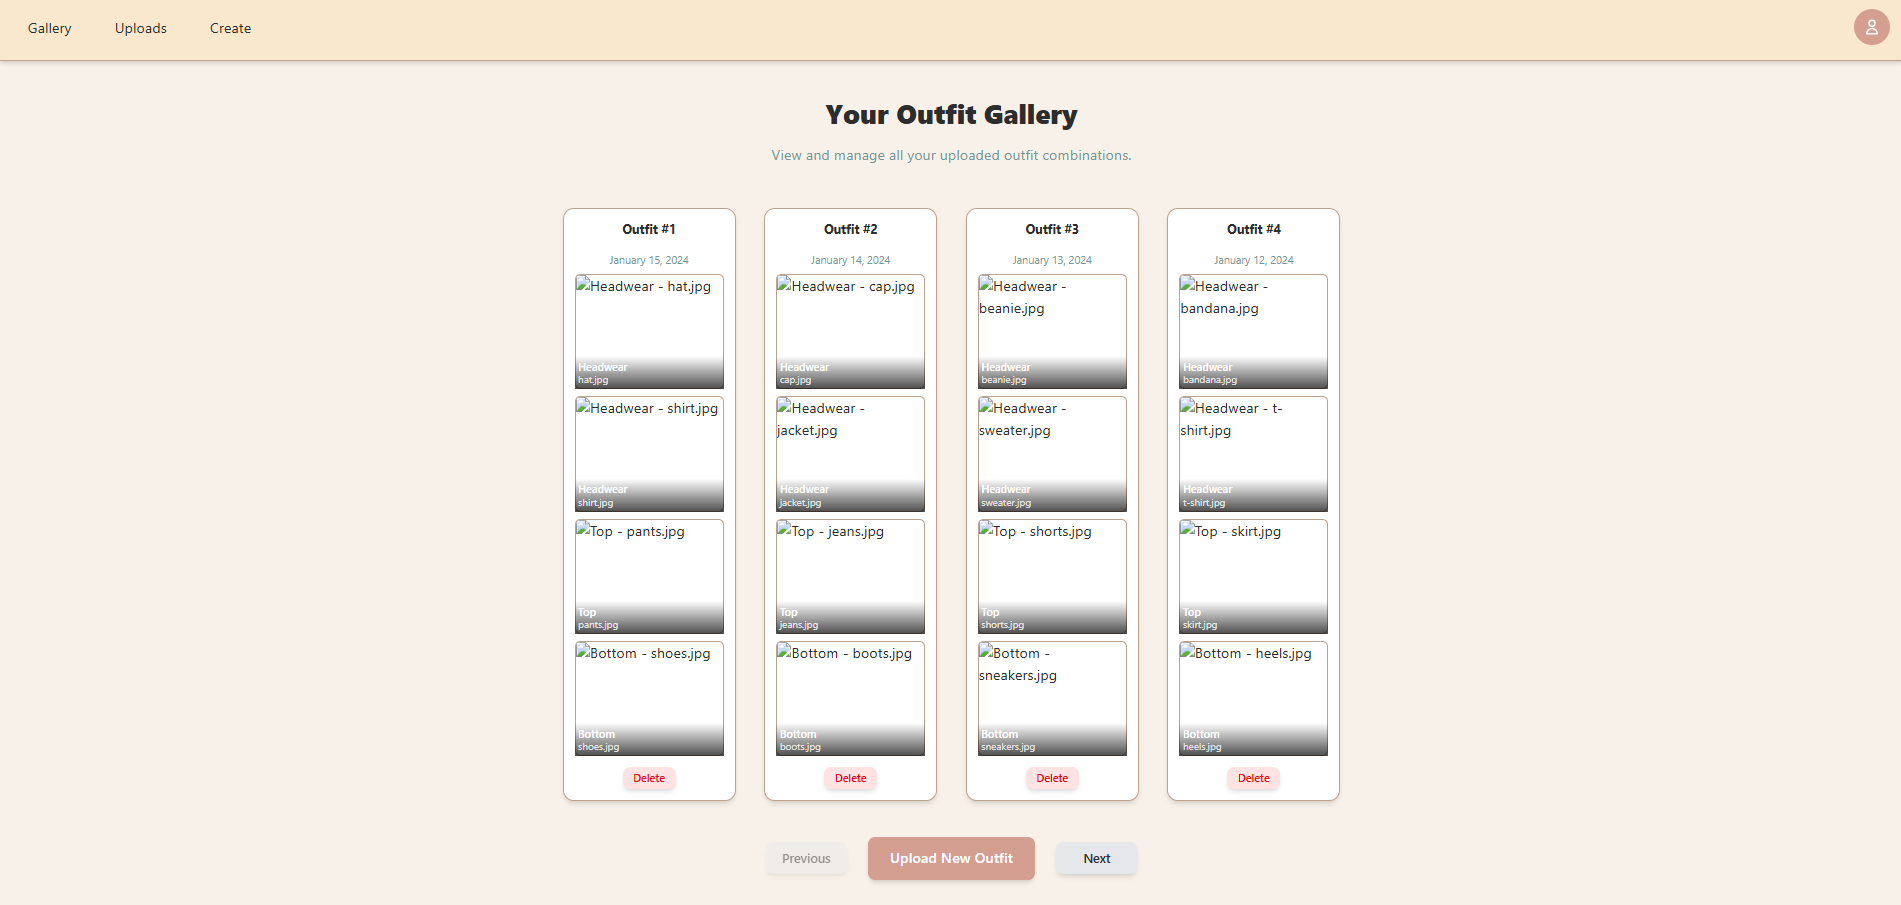 Gallery Uploads Create
Your Outfit Gallery
View and manage all your uploaded outfit combinations.
Outfit #1
January 15, 2024
Headwear - hat.jpg
Headwear
hat.jpg
Headwear - shirt.jpg
Headwear
shirt.jpg
Top - pants.jpg
Top
pants.jpg
Bottom - shoes.jpg
Bottom
shoes.jpg
Delete
Outfit #2
January 14, 2024
Headwear - cap.jpg
Headwear
cap.jpg
Headwear -
jacket.jpg
Headwear
jacket.jpg
Top - jeans.jpg
Top
jeans.jpg
Bottom - boots.jpg
Bottom
boots.jpg
Delete
Outfit #3
January 13, 2024
Headwear -
beanie.jpg
Headwear
beanie.jpg
Headwear -
sweater.jpg
Headwear
sweater.jpg
Top - shorts.jpg
Top
shorts.jpg
Bottom -
sneakers.jpg
Bottom
sneakers.jpg
Delete
Outfit #4
January 12, 2024
Headwear -
bandana.jpg
Headwear
bandana.jpg
Headwear - t-
shirt.jpg
Headwear
t-shirt.jpg
Top - skirt.jpg
Top
skirt.jpg
Bottom - heels.jpg
Bottom
heels.jpg
Delete
Previous Upload New Outfit Next